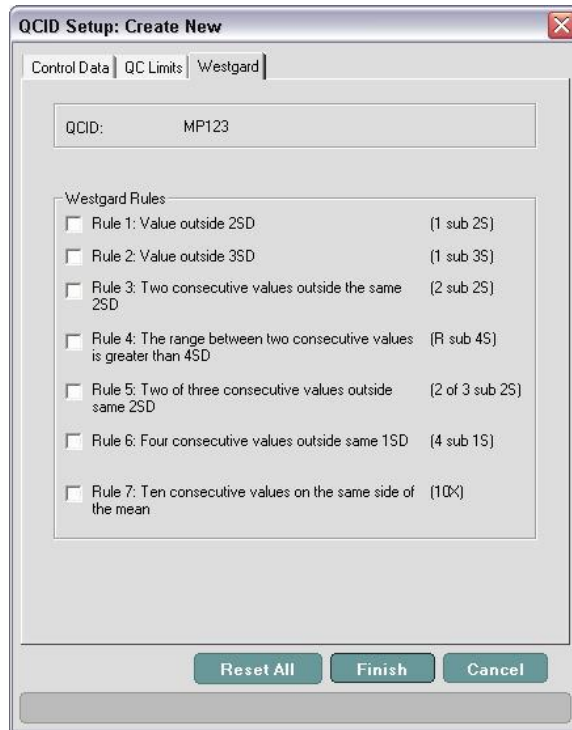 QCID Setup: Create New
Control Data QC Limits Westgard
QCID: MP123
Westgard Rules
Rule 1: Value outside 2SD (1 sub 2S)
Rule 2: Value outside 3SD (1 sub 3S)
Rule 3: Two consecutive values outside the same (2 sub 2S)
2SD
Rule 4: The range between two consecutive values (R sub 4S)
is greater than 4SD
Rule 5: Two of three consecutive values outside (2 of 3 sub 2S)
same 2SD
Rule 6: Four consecutive values outside same 1SD (4 sub 1S)
Rule 7: Ten consecutive values on the same side of (10X)
the mean
Reset All Finish Cancel